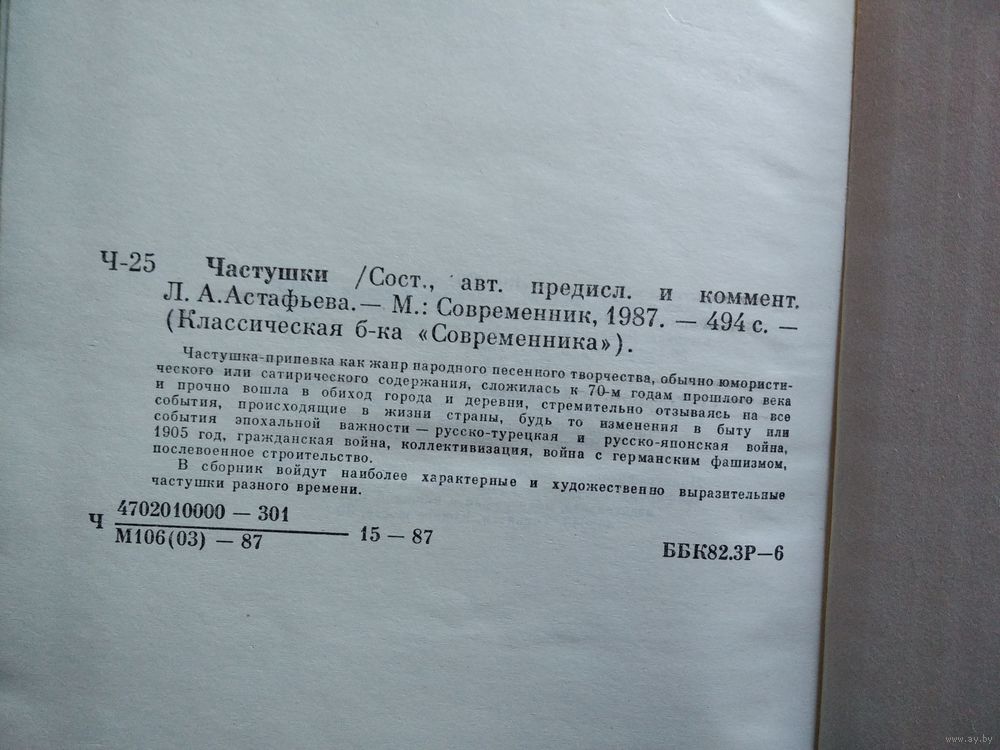 Ч-25 Частушки /Сост., авт. предисл. и коммент.
Л. А.Астафьева.— М.: Современник, 1987. — 494 с. —
(Классическая б-ка «Современника»).
Частушка-припевка как жанр народного песенного творчества, обычно юмористи-
ческого или сатирического содержания, сложилась к 70-м годам прошлого века
и прочно вошла в обиход города и деревни, стремительно отзываясь на все
события, происходящие в жизни страны, будь то изменения в быту или
события эпохальной важности — русско-турецкая и русско-японская война,
1905 год, гражданская война, коллективизация, война с германским фашизмом,
послевоенное строительство.
В сборник войдут наиболее характерные и художественно выразительные
частушки разного времени.
Ч 4702010000 — 301
М106(03) — 87
15 — 87
ББК82.3Р—6
www.ay.by